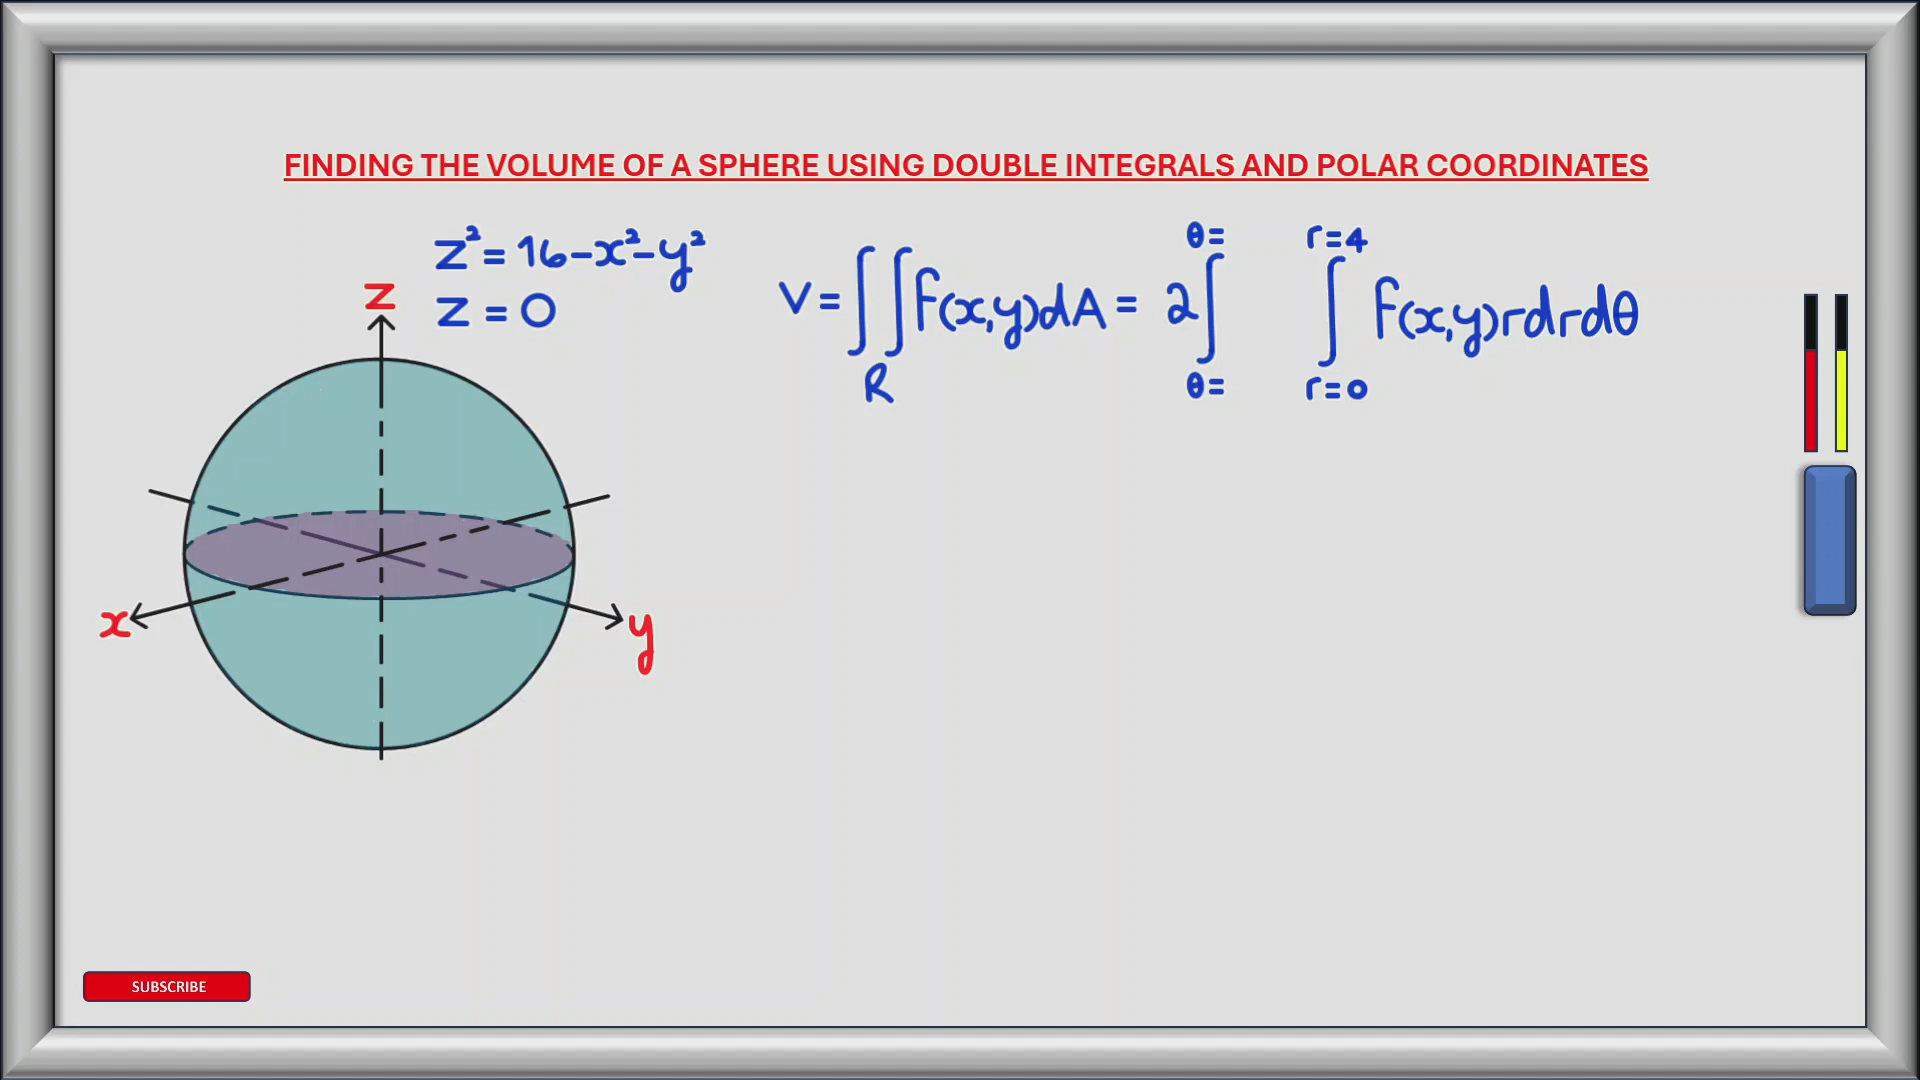 FINDING THE VOLUME OF A SPHERE USING DOUBLE INTEGRALS AND POLAR COORDINATES
z² = 16-x²-y²
z = 0
V = ∬ f(x,y)dA = 2∫ ∫ f(x,y)rdrdθ
R
θ= r=4
θ= r=0
z
x
y
SUBSCRIBE